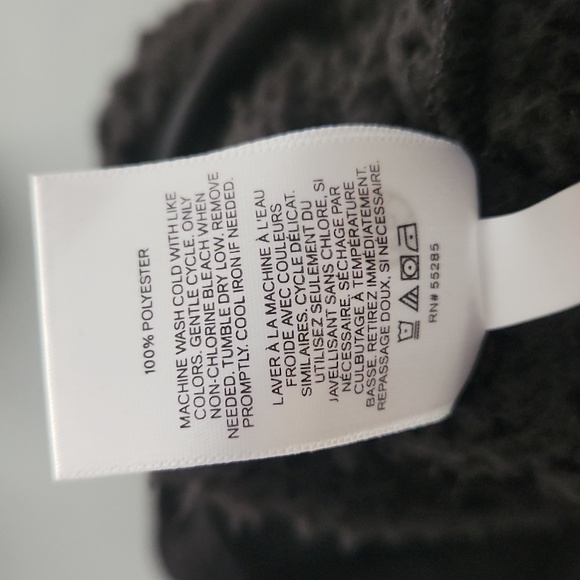 100% POLYESTER
MACHINE WASH COLD WITH LIKE
COLORS. GENTLE CYCLE. ONLY
NON-CHLORINE BLEACH WHEN
NEEDED. TUMBLE DRY LOW. REMOVE
PROMPTLY. COOL IRON IF NEEDED.
LAVER À LA MACHINE À L'EAU
FROIDE AVEC COULEURS
SIMILAIRES. CYCLE DÉLICAT.
UTILISEZ SEULEMENT DU
JAVELLISANT SANS CHLORE, SI
NÉCESSAIRE. SÉCHAGE PAR
CULBUTAGE À TEMPÉRATURE
BASSE. RETIREZ IMMÉDIATEMENT.
REPASSAGE DOUX, SI NÉCESSAIRE.
RN# 55285